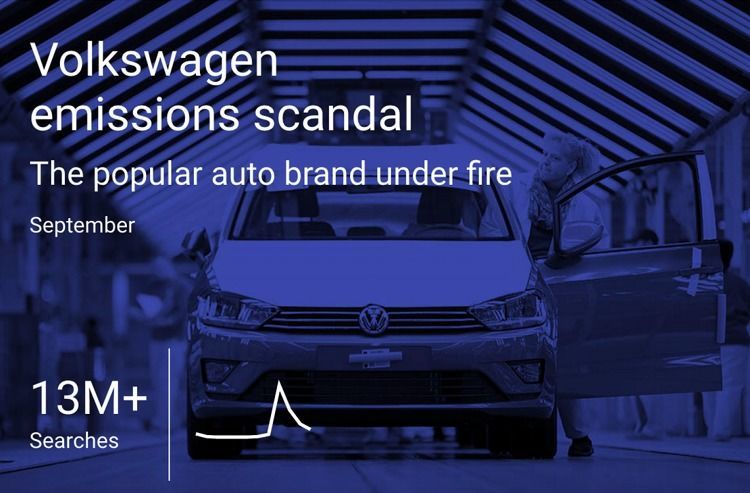 Volkswagen
emissions scandal
The popular auto brand under fire
September
13M+
Searches